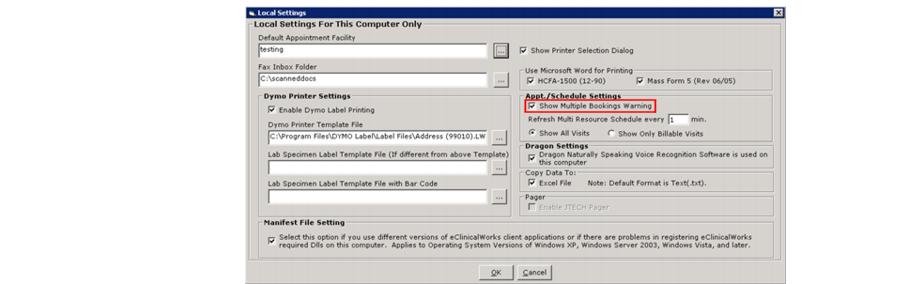 Local Settings
Local Settings For This Computer Only
Default Appointment Facility
testing
...
Show Printer Selection Dialog
Fax Inbox Folder
C:\scanneddocs
...
Use Microsoft Word for Printing
HCFA-1500 (12-90)
Mass Form 5 (Rev 06/05)
Dymo Printer Settings
Enable Dymo Label Printing
Dymo Printer Template File
C:\Program Files\DYMO Label\Label Files\Address (99010).LW
...
Lab Specimen Label Template File (If different from above Template)
...
Lab Specimen Label Template File with Bar Code
...
Appt./Schedule Settings
Show Multiple Bookings Warning
Refresh Multi Resource Schedule every 1 min.
Show All Visits
Show Only Billable Visits
Dragon Settings
Dragon Naturally Speaking Voice Recognition Software is used on
this computer
Copy Data To:
Excel File
Note: Default Format is Text(.txt).
Pager
Enable JTECH Pager
Manifest File Setting
Select this option if you use different versions of eClinicalWorks client applications or if there are problems in registering eClinicalWorks
required Dlls on this computer. Applies to Operating System Versions of Windows XP, Windows Server 2003, Windows Vista, and later.
OK
Cancel